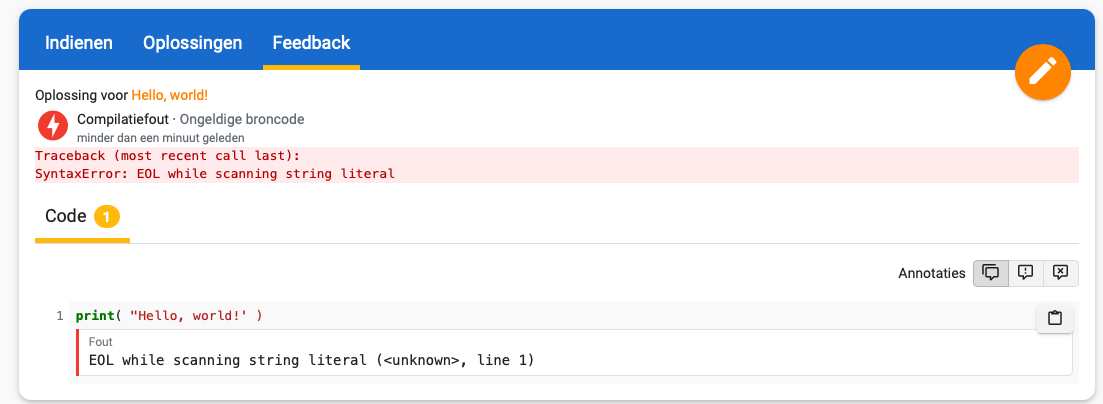 Indienen Oplossingen Feedback
Oplossing voor Hello, world!
Compilatiefout · Ongeldige broncode
minder dan een minuut geleden
Traceback (most recent call last):
SyntaxError: EOL while scanning string literal
Code 1
Annotaties
1 print( "Hello, world!' )
Fout
EOL while scanning string literal (<unknown>, line 1)